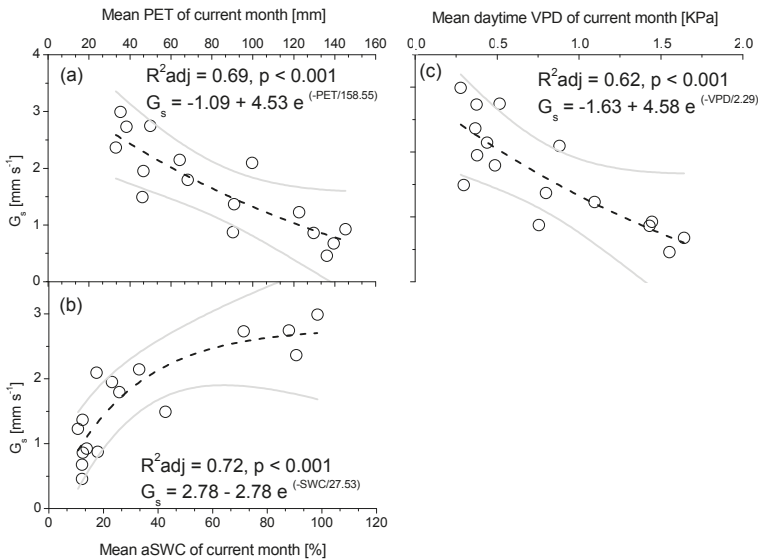 Mean PET of current month [mm]
0 20 40 60 80 100 120 140 160
Mean daytime VPD of current month [KPa]
0.0 0.5 1.0 1.5 2.0
(a)
R²adj = 0.69, p < 0.001
Gₛ = -1.09 + 4.53 e (-PET/158.55)
4
3
2
1
0
Gₛ [mm s⁻¹]
(c)
R²adj = 0.62, p < 0.001
Gₛ = -1.63 + 4.58 e (-VPD/2.29)
(b)
3
2
1
0
Gₛ [mm s⁻¹]
R²adj = 0.72, p < 0.001
Gₛ = 2.78 - 2.78 e (-SWC/27.53)
0 20 40 60 80 100 120
Mean aSWC of current month [%]